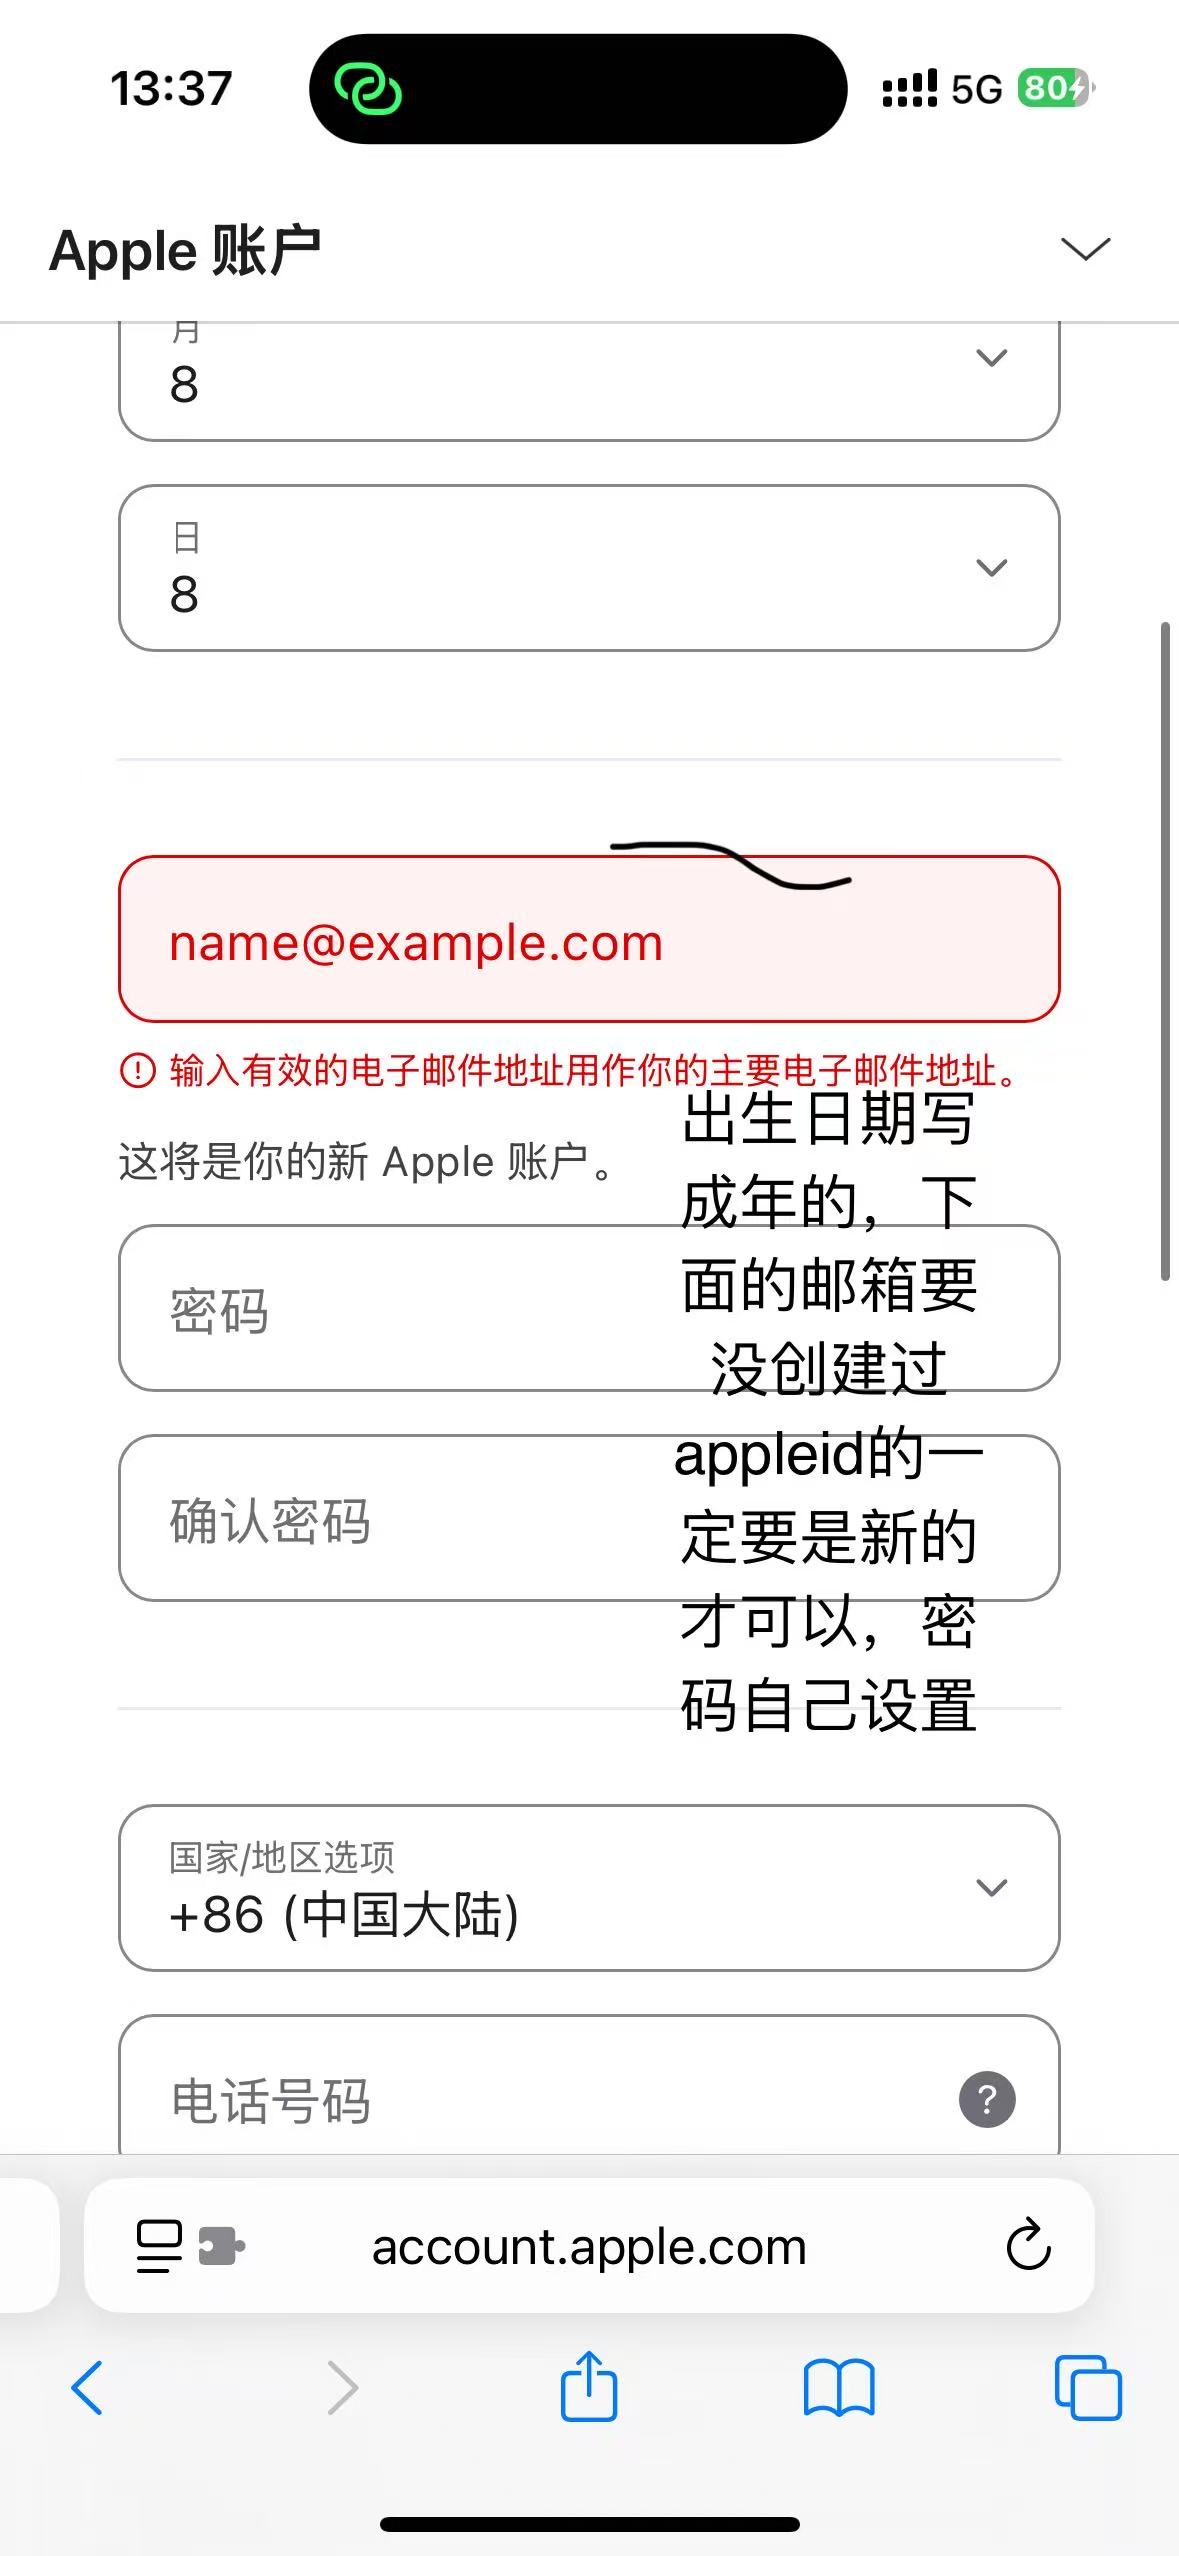 13:37
5G
80
Apple 账户
月
8
日
8
name@example.com
输入有效的电子邮件地址用作你的主要电子邮件地址。
这将是你的新 Apple 账户。
出生日期写
成年的，下
面的邮箱要
没创建过
appleid的一
定要是新的
才可以，密
码自己设置
密码
确认密码
国家/地区选项
+86 (中国大陆)
电话号码
?
account.apple.com